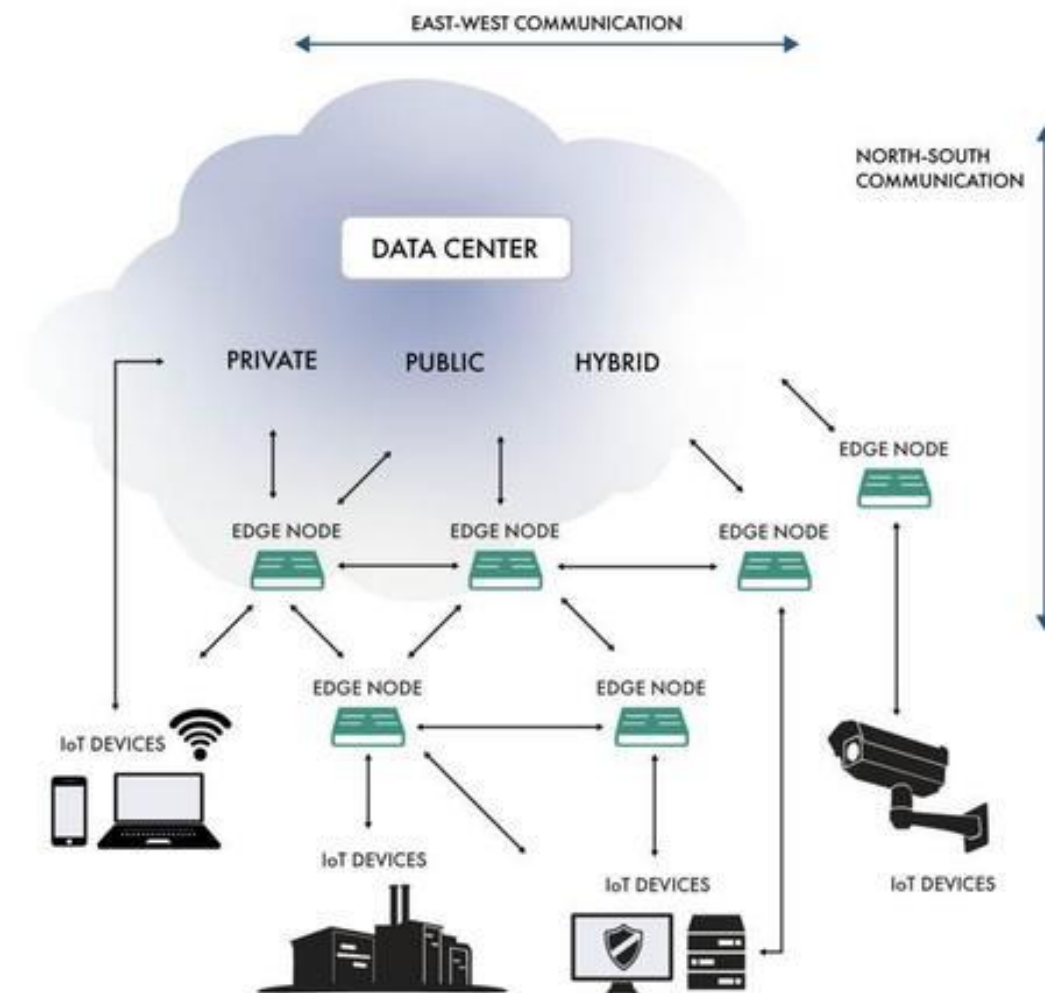 EAST-WEST COMMUNICATION
NORTH-SOUTH
COMMUNICATION
DATA CENTER
PRIVATE
PUBLIC
HYBRID
EDGE NODE
EDGE NODE
EDGE NODE
EDGE NODE
EDGE NODE
EDGE NODE
IoT DEVICES
IoT DEVICES
IoT DEVICES
IoT DEVICES